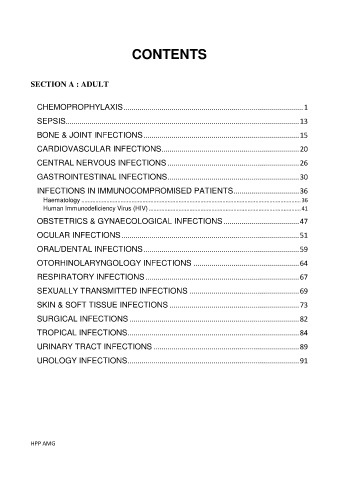 CONTENTS
SECTION A : ADULT
CHEMOPROPHYLAXIS 1
SEPSIS 13
BONE & JOINT INFECTIONS 15
CARDIOVASCULAR INFECTIONS 20
CENTRAL NERVOUS INFECTIONS 26
GASTROINTESTINAL INFECTIONS 30
INFECTIONS IN IMMUNOCOMPROMISED PATIENTS 36
Haematology 36
Human Immunodeficiency Virus (HIV) 41
OBSTETRICS & GYNAECOLOGICAL INFECTIONS 47
OCULAR INFECTIONS 51
ORAL/DENTAL INFECTIONS 59
OTORHINOLARYNGOLOGY INFECTIONS 64
RESPIRATORY INFECTIONS 67
SEXUALLY TRANSMITTED INFECTIONS 69
SKIN & SOFT TISSUE INFECTIONS 73
SURGICAL INFECTIONS 82
TROPICAL INFECTIONS 84
URINARY TRACT INFECTIONS 89
UROLOGY INFECTIONS 91
HPP AMG